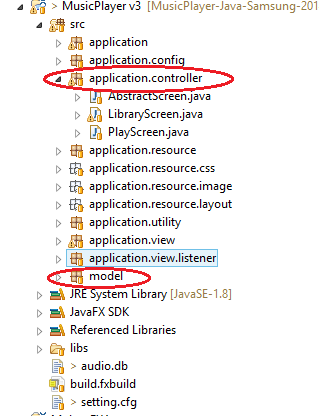 > MusicPlayer v3 [MusicPlayer-Java-Samsung-201
src
application
application.config
application.controller
AbstractScreen.java
LibraryScreen.java
PlayScreen.java
application.resource
application.resource.css
application.resource.image
application.resource.layout
application.utility
application.view
application.view.listener
model
JRE System Library [JavaSE-1.8]
JavaFX SDK
Referenced Libraries
libs
> audio.db
build.fxbuild
> setting.cfg